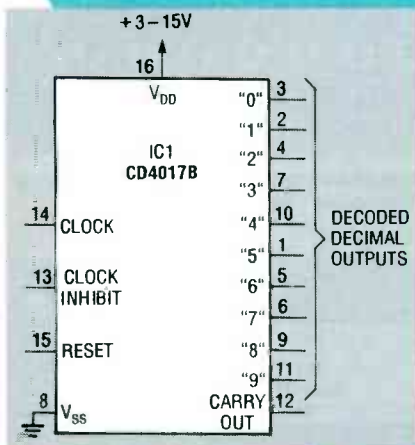 +3–15V
16
V_DD
IC1
CD4017B
"0" 3
"1" 2
"2" 4
"3" 7
"4" 10
"5" 1
"6" 5
"7" 6
"8" 9
"9" 11
CARRY OUT 12
14 CLOCK
13 CLOCK INHIBIT
15 RESET
8 V_SS
DECODED
DECIMAL
OUTPUTS